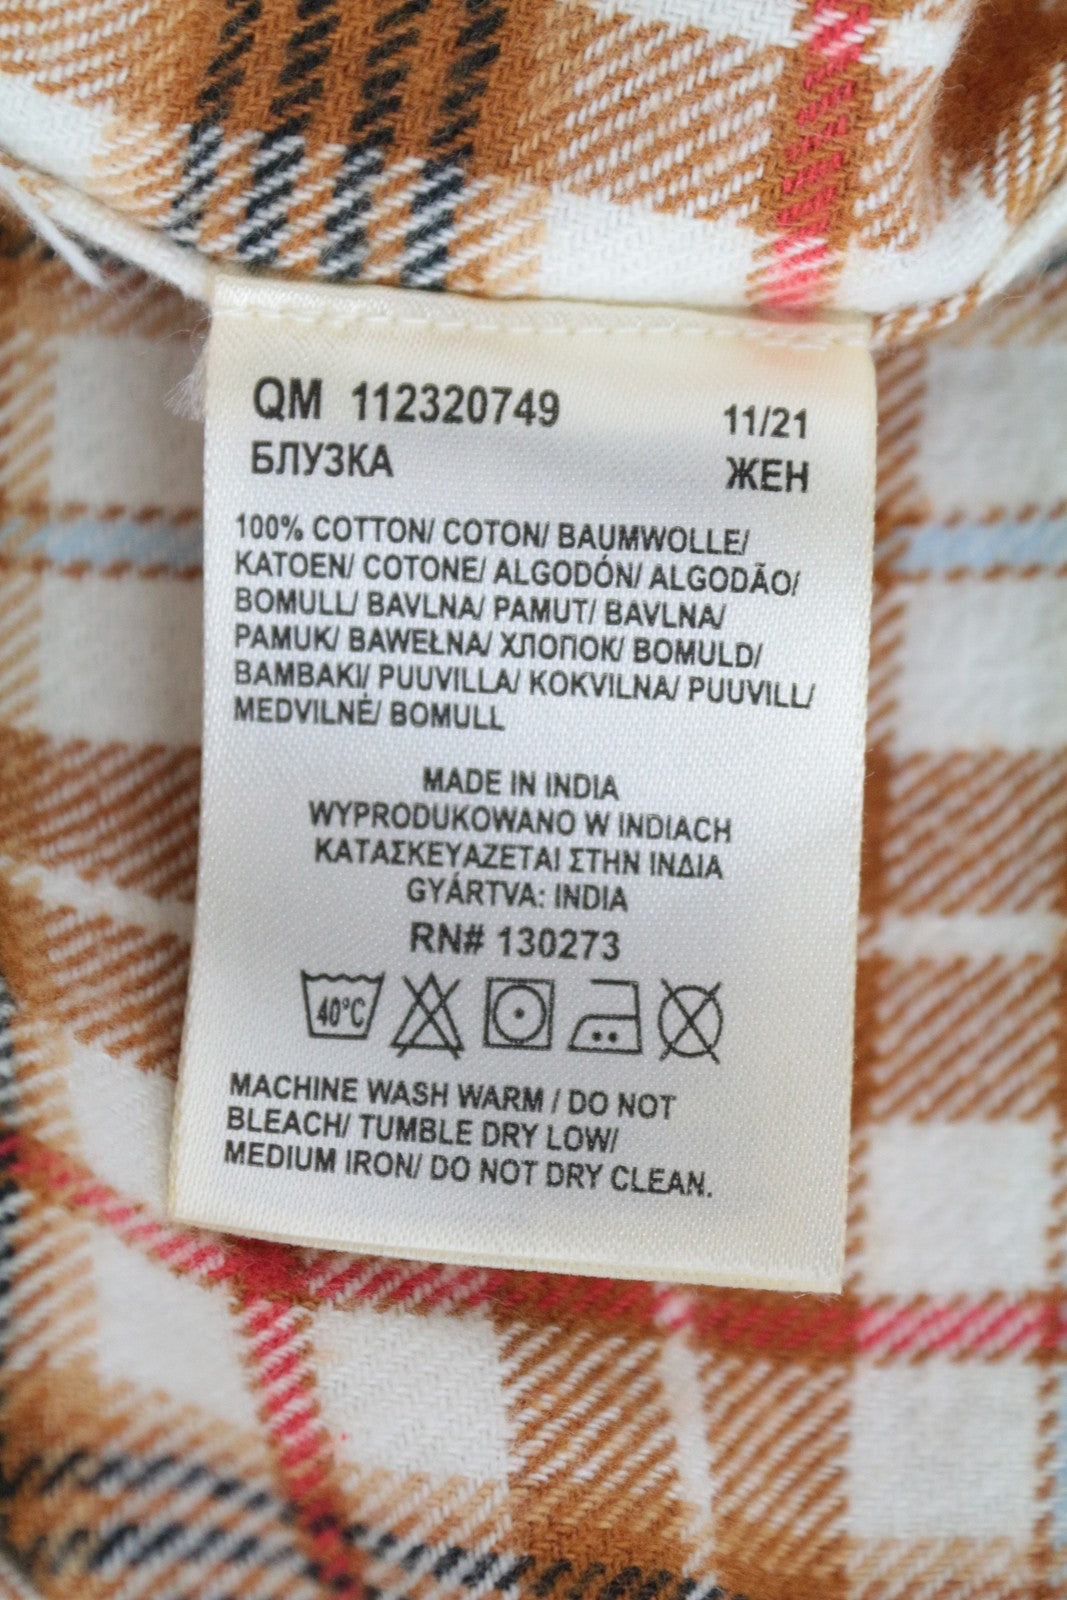 QM 112320749 11/21
БЛУЗКА ЖЕН
100% COTTON/ COTON/ BAUMWOLLE/
KATOEN/ COTONE/ ALGODÓN/ ALGODÃO/
BOMULL/ BAVLNA/ PAMUT/ BAVLNA/
PAMUK/ BAWEŁNA/ ХЛОПОК/ BOMULD/
BAMBAKI/ PUUVILLA/ KOKVILNA/ PUUVILL/
MEDVILNĖ/ BOMULL
MADE IN INDIA
WYPRODUKOWANO W INDIACH
ΚΑΤΑΣΚΕΥΑΖΕΤΑΙ ΣΤΗΝ ΙΝΔΙΑ
GYÁRTVA: INDIA
RN# 130273
40°C
MACHINE WASH WARM / DO NOT
BLEACH/ TUMBLE DRY LOW/
MEDIUM IRON/ DO NOT DRY CLEAN.